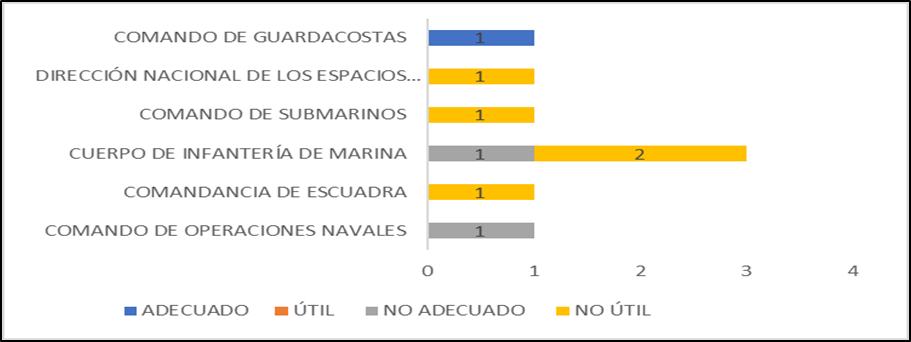 COMANDO DE GUARDACOSTAS 1
DIRECCIÓN NACIONAL DE LOS ESPACIOS... 1
COMANDO DE SUBMARINOS 1
CUERPO DE INFANTERÍA DE MARINA 1 2
COMANDANCIA DE ESCUADRA 1
COMANDO DE OPERACIONES NAVALES 1
0 1 2 3 4
ADECUADO ÚTIL NO ADECUADO NO ÚTIL